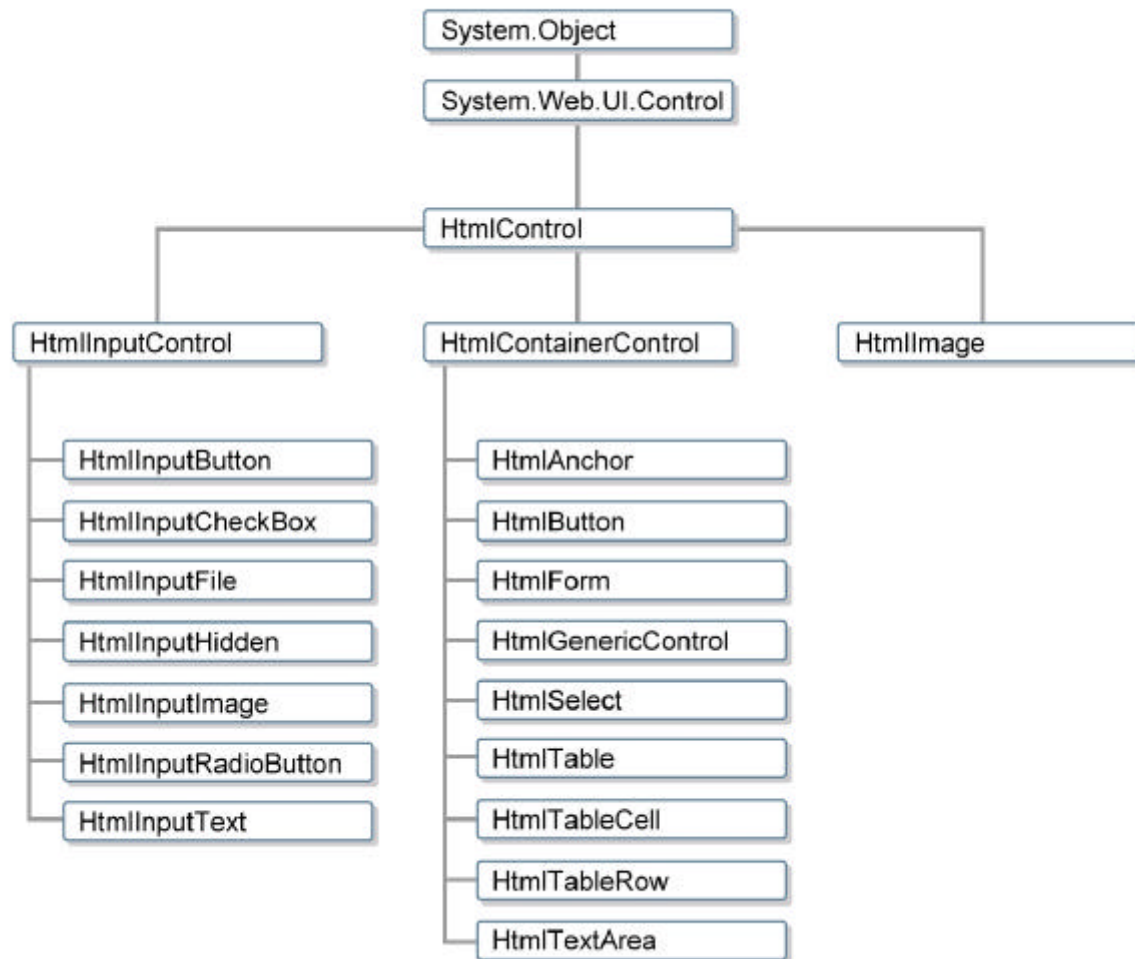 System.Object
System.Web.UI.Control
HtmlControl
HtmlInputControl
HtmlContainerControl
HtmlImage
HtmlInputButton
HtmlInputCheckBox
HtmlInputFile
HtmlInputHidden
HtmlInputImage
HtmlInputRadioButton
HtmlInputText
HtmlAnchor
HtmlButton
HtmlForm
HtmlGenericControl
HtmlSelect
HtmlTable
HtmlTableCell
HtmlTableRow
HtmlTextArea